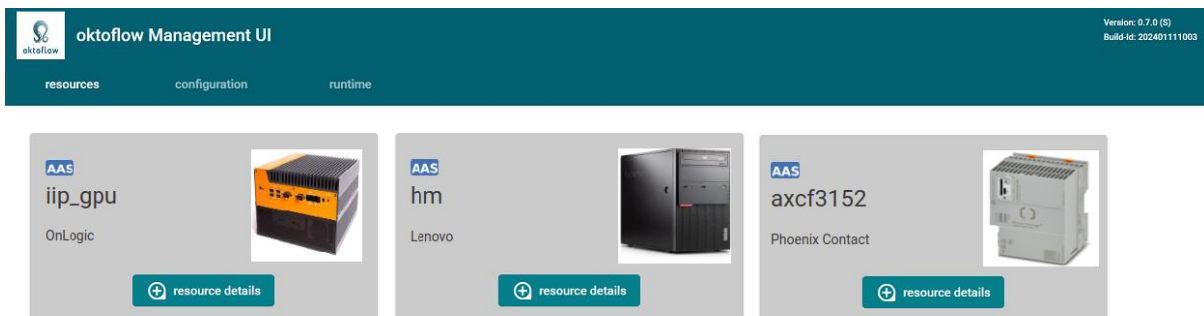 oktoflow
oktoflow Management UI
Version: 0.7.0 (S)
Build-Id: 202401111003
resources
configuration
runtime
AAS
iip_gpu
OnLogic
resource details
AAS
hm
Lenovo
resource details
AAS
axcf3152
Phoenix Contact
resource details